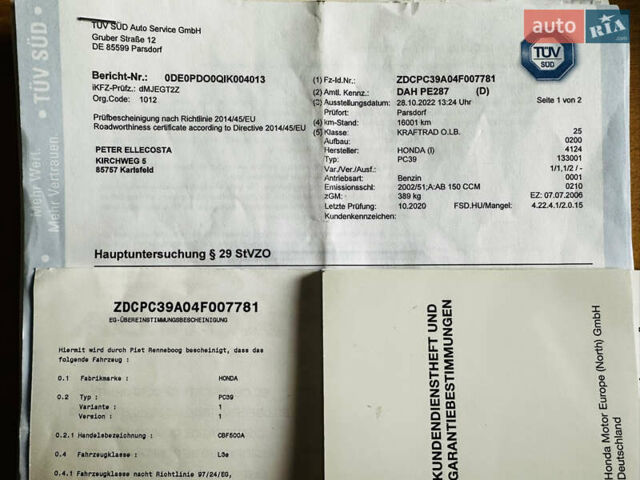 TÜV SÜD Auto Service GmbH
Gruber Straße 12
DE 85599 Parsdorf
Bericht-Nr.: 0DE0PDO0QIK004013
iKFZ-Prüfz.: dMJEGT2Z
Org.Code: 1012
Prüfbescheinigung nach Richtlinie 2014/45/EU
Roadworthiness certificate according to Directive 2014/45/EU
PETER ELLECOSTA
KIRCHWEG 5
85757 Karlsfeld
(1) Fz-Id.Nr.: ZDCPC39A04F007781
(2) Amtl. Kennz.: DAH PE287 (D)
(3) Ausstellungsdatum: 28.10.2022 13:24 Uhr Seite 1 von 2
Prüfort: Parsdorf
(4) km-Stand: 16001 km
(5) Klasse: KRAFTRAD O.LB. 25
Aufbau: 0200
Hersteller: HONDA (I) 4124
Typ: PC39 133001
Var./Ver./Ausf.: 1/1,1/2 /-
Antriebsart: Benzin 0001
Emissionsschl.: 2002/51;A:AB 150 CCM 0210
zGM: 389 kg EZ: 07.07.2006
Letzte Prüfung: 10.2020 FSD.HU/Mangel: 4.22.4.1/2.0.15
Kundenkennzeichen:
Hauptuntersuchung § 29 StVZO
TÜV SÜD
Mehr Wert.
Mehr Vertrauen.
auto RIA.com
TÜV
SÜD
ZDCPC39A04F007781
EG-ÜBEREINSTIMMUNGSBESCHEINIGUNG
Hiermit wird durch Piet Renneboog bescheinigt, dass das
folgende Fahrzeug :
0.1 Fabrikmarke : HONDA
0.2 Typ : PC39
Variante : 1
Version : 1
0.2.1 Handelsbezeichnung : CBF500A
0.4 Fahrzeugklasse : L3e
0.4.1 Fahrzeugklasse nacht Richtlinie 97/24/EG,
KUNDENDIENSTHEFT UND
GARANTIEBESTIMMUNGEN
Honda Motor Europe (North) GmbH
Deutschland